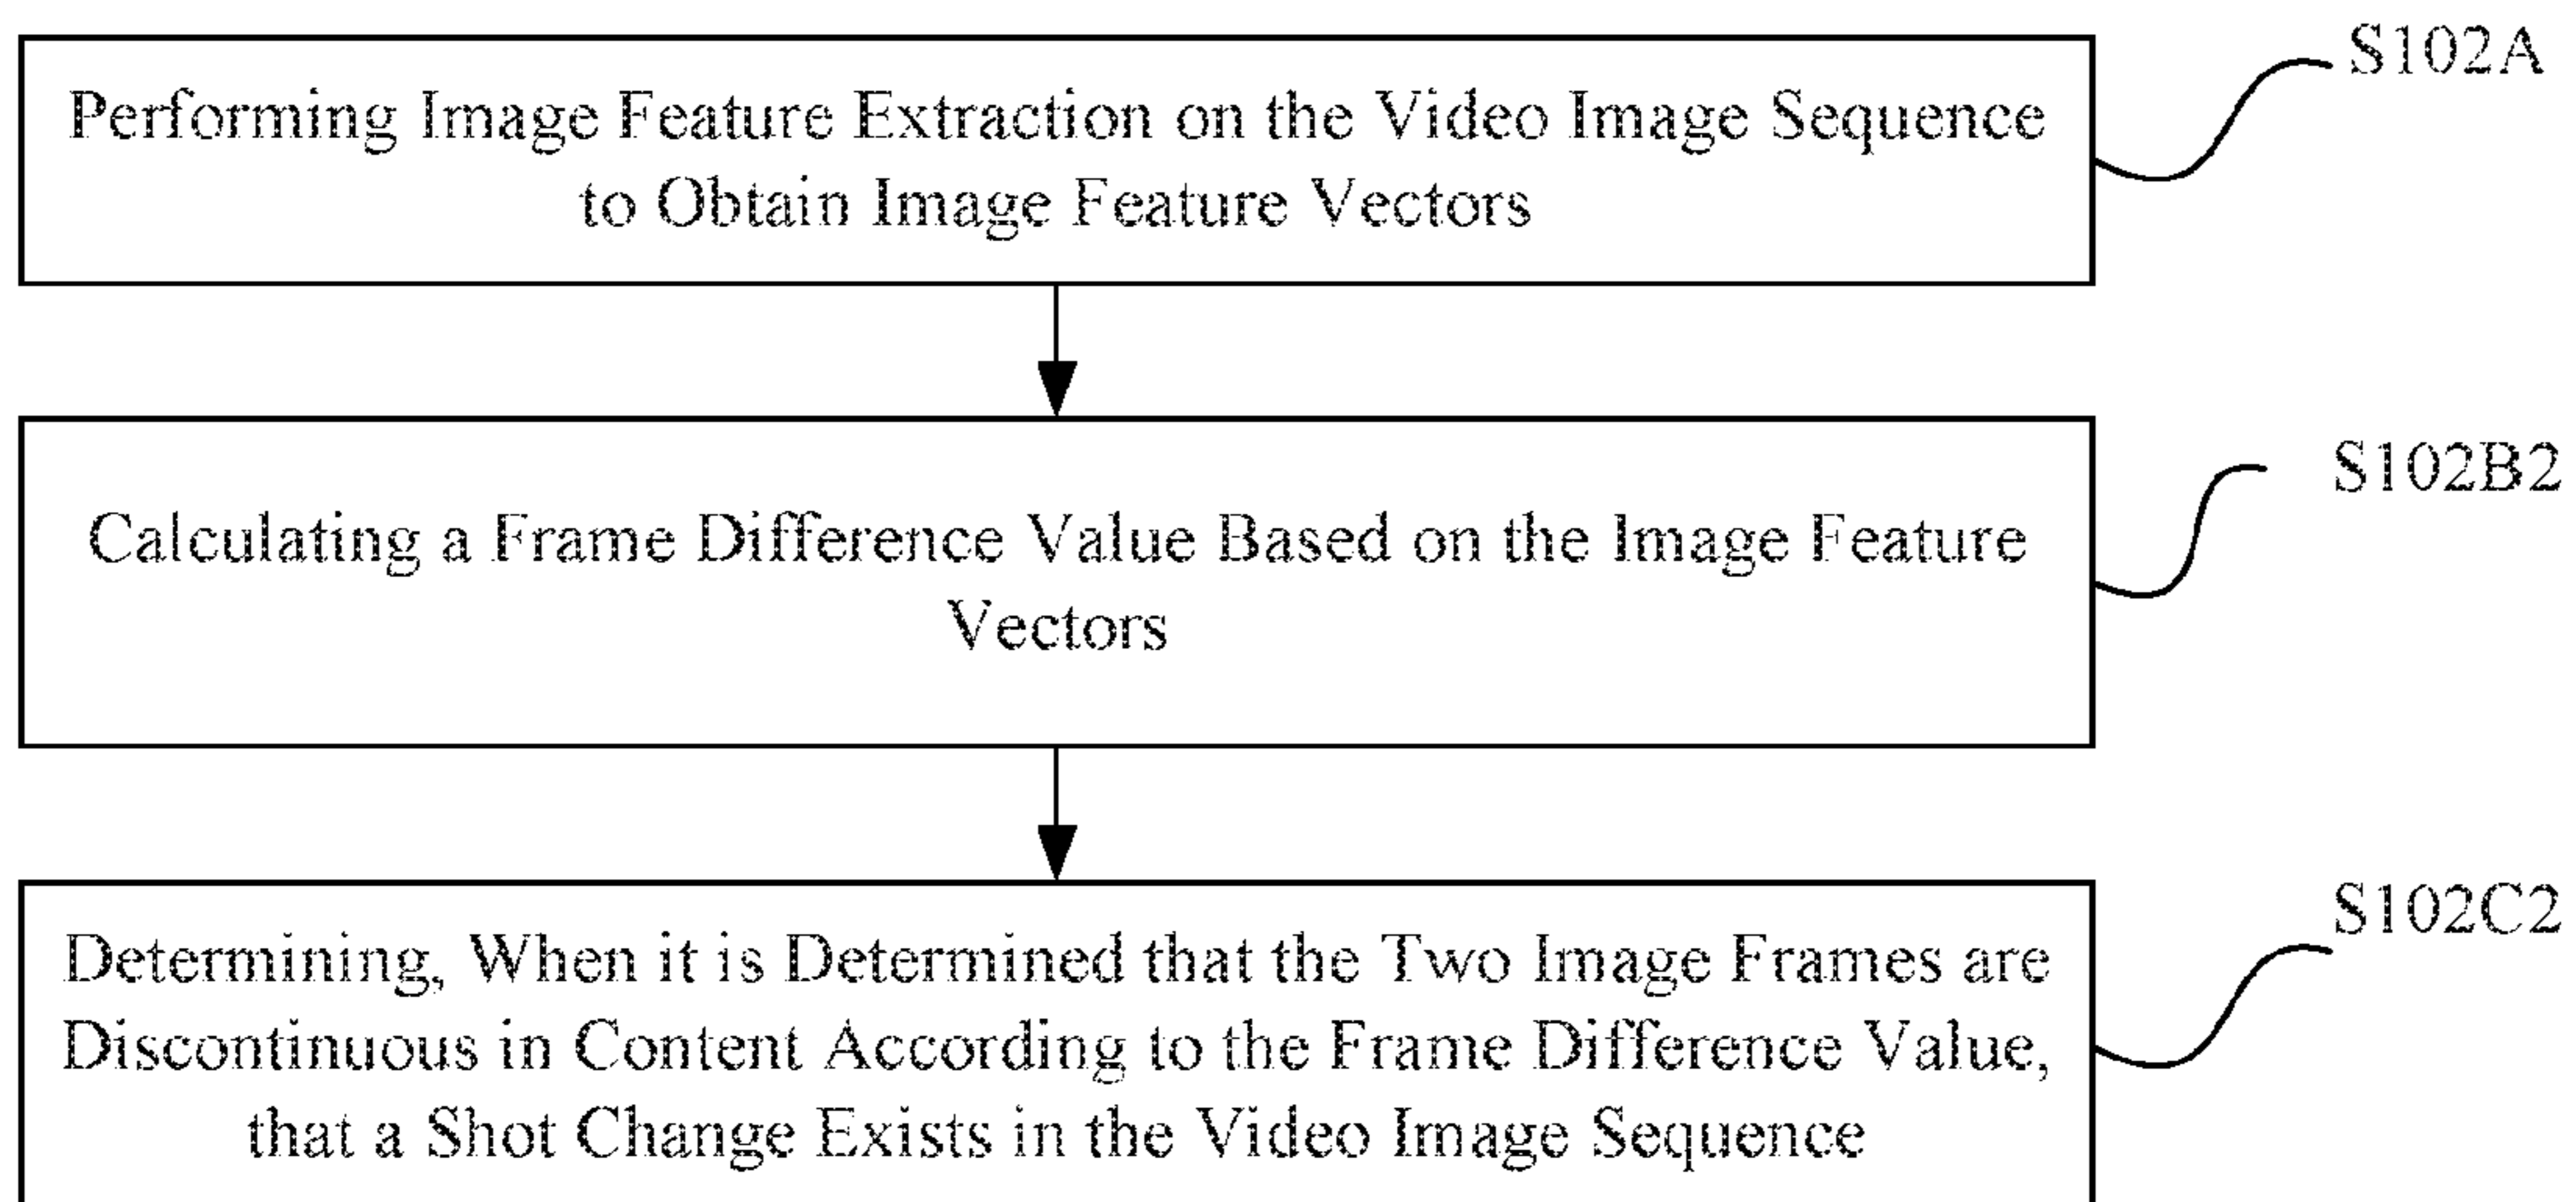 S102A
Performing Image Feature Extraction on the Video Image Sequence
to Obtain Image Feature Vectors
S102B2
Calculating a Frame Difference Value Based on the Image Feature
Vectors
S102C2
Determining, When it is Determined that the Two Image Frames are
Discontinuous in Content According to the Frame Difference Value,
that a Shot Change Exists in the Video Image Sequence